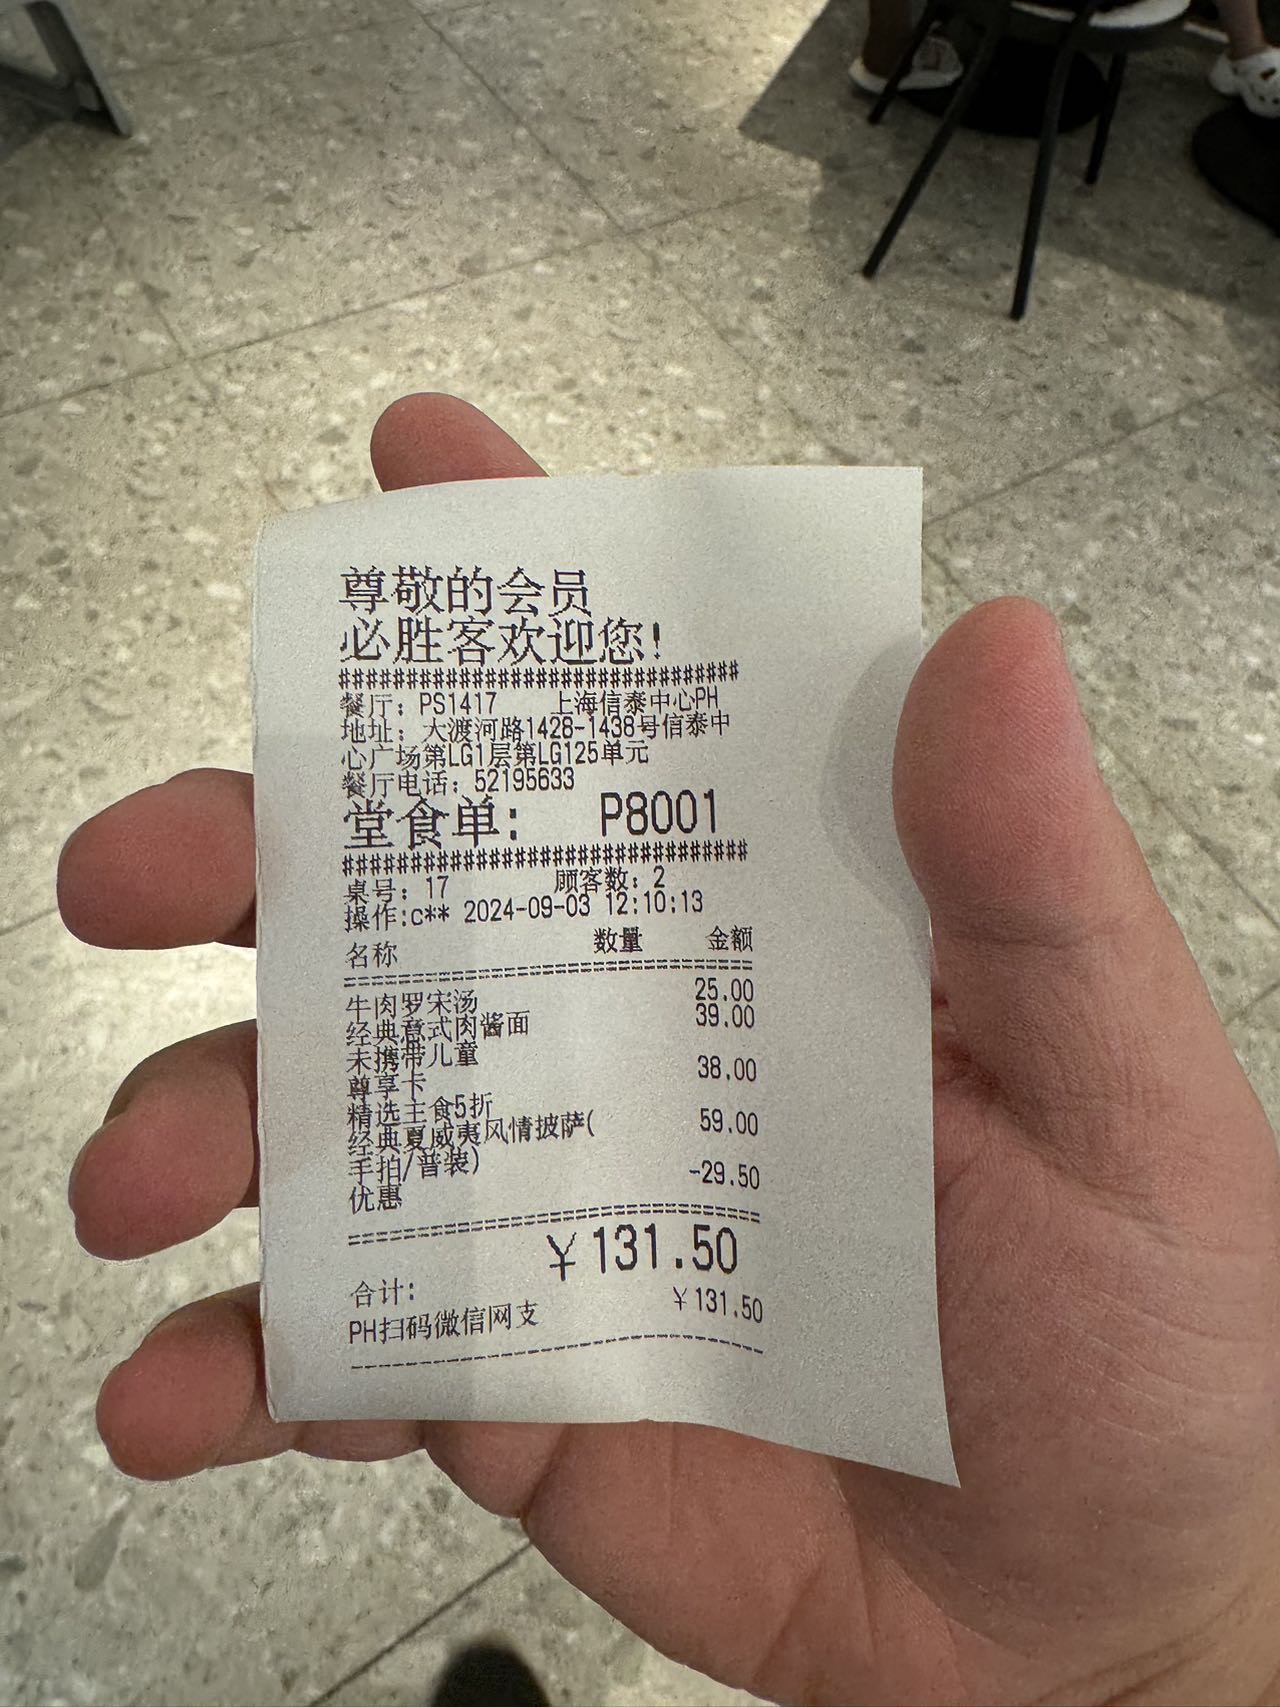 尊敬的会员
必胜客欢迎您!
##############################
餐厅: PS1417 上海信泰中心PH
地址: 大渡河路1428-1438号信泰中
心广场第LG1层第LG125单元
餐厅电话: 52195633
堂食单: P8001
##############################
桌号: 17 顾客数: 2
操作:c** 2024-09-03 12:10:13
名称 数量 金额
==============================
牛肉罗宋汤 25.00
经典意式肉酱面 39.00
未携带儿童
尊享卡 38.00
精选主食5折
经典夏威夷风情披萨( 59.00
手拍/普装)
优惠 -29.50
==============================
合计: ¥131.50
PH扫码微信网支 ¥131.50
------------------------------